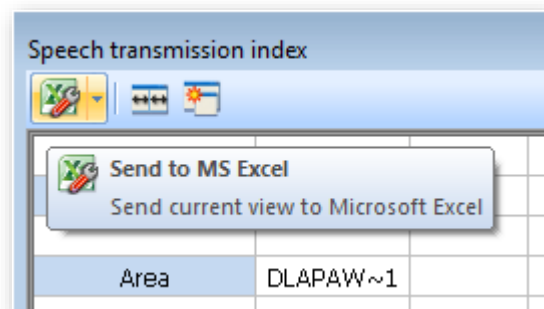 Speech transmission index
Send to MS Excel
Send current view to Microsoft Excel
Area DLAPAW~1